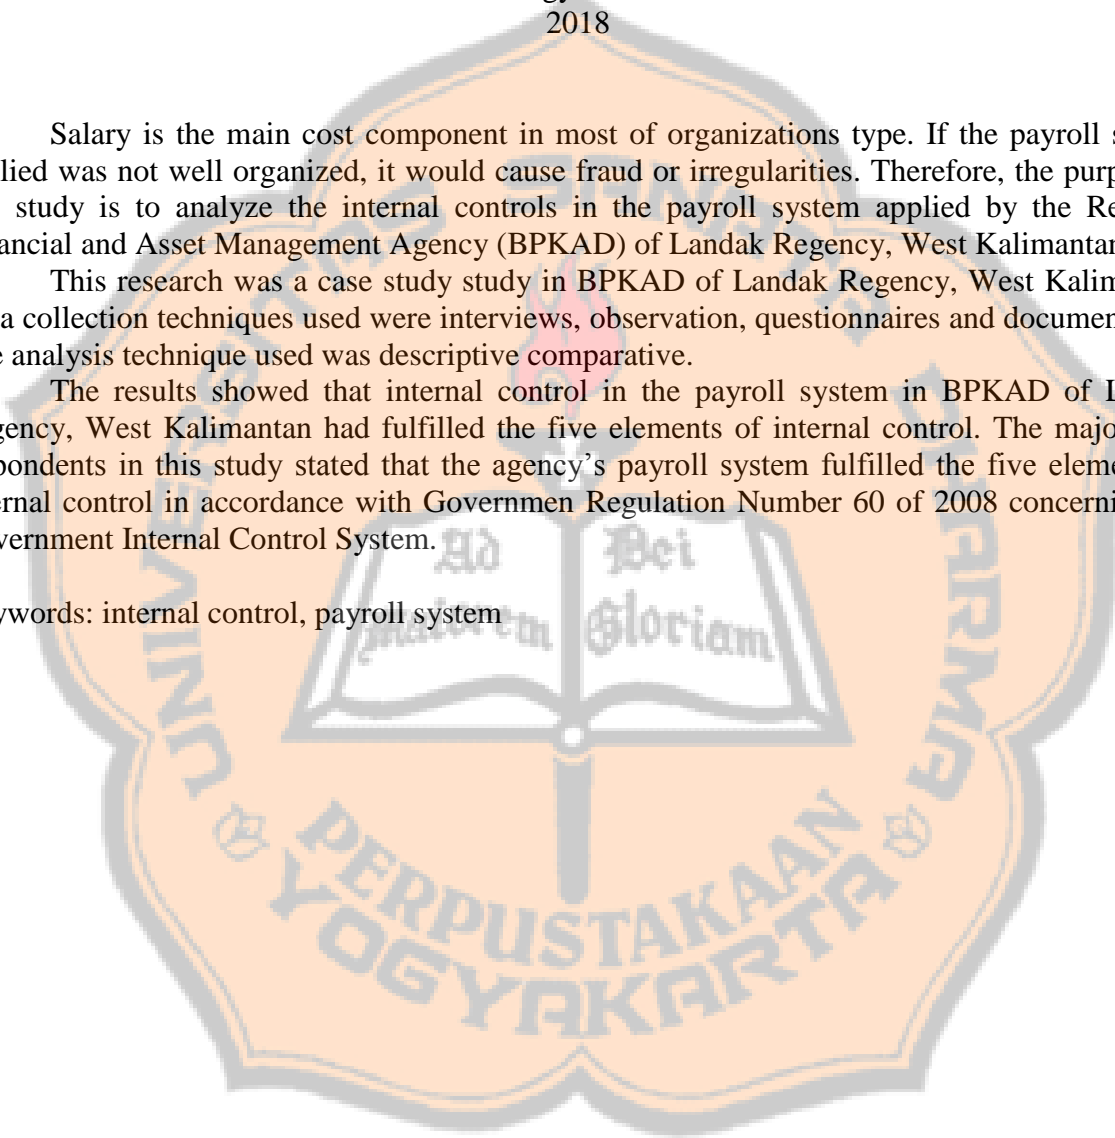 gy
2018
Salary is the main cost component in most of organizations type. If the payroll s
lied was not well organized, it would cause fraud or irregularities. Therefore, the purp
study is to analyze the internal controls in the payroll system applied by the Re
ancial and Asset Management Agency (BPKAD) of Landak Regency, West Kalimantan
This research was a case study study in BPKAD of Landak Regency, West Kalim
a collection techniques used were interviews, observation, questionnaires and documen
e analysis technique used was descriptive comparative.
The results showed that internal control in the payroll system in BPKAD of L
gency, West Kalimantan had fulfilled the five elements of internal control. The major
pondents in this study stated that the agency's payroll system fulfilled the five eleme
ernal control in accordance with Governmen Regulation Number 60 of 2008 concerni
vernment Internal Control System.
ywords: internal control, payroll system
UNIVERSITAS SANATA DHARMA
Ad Dei
maiorem Gloriam
PERPUSTAKAAN
YOGYAKARTA